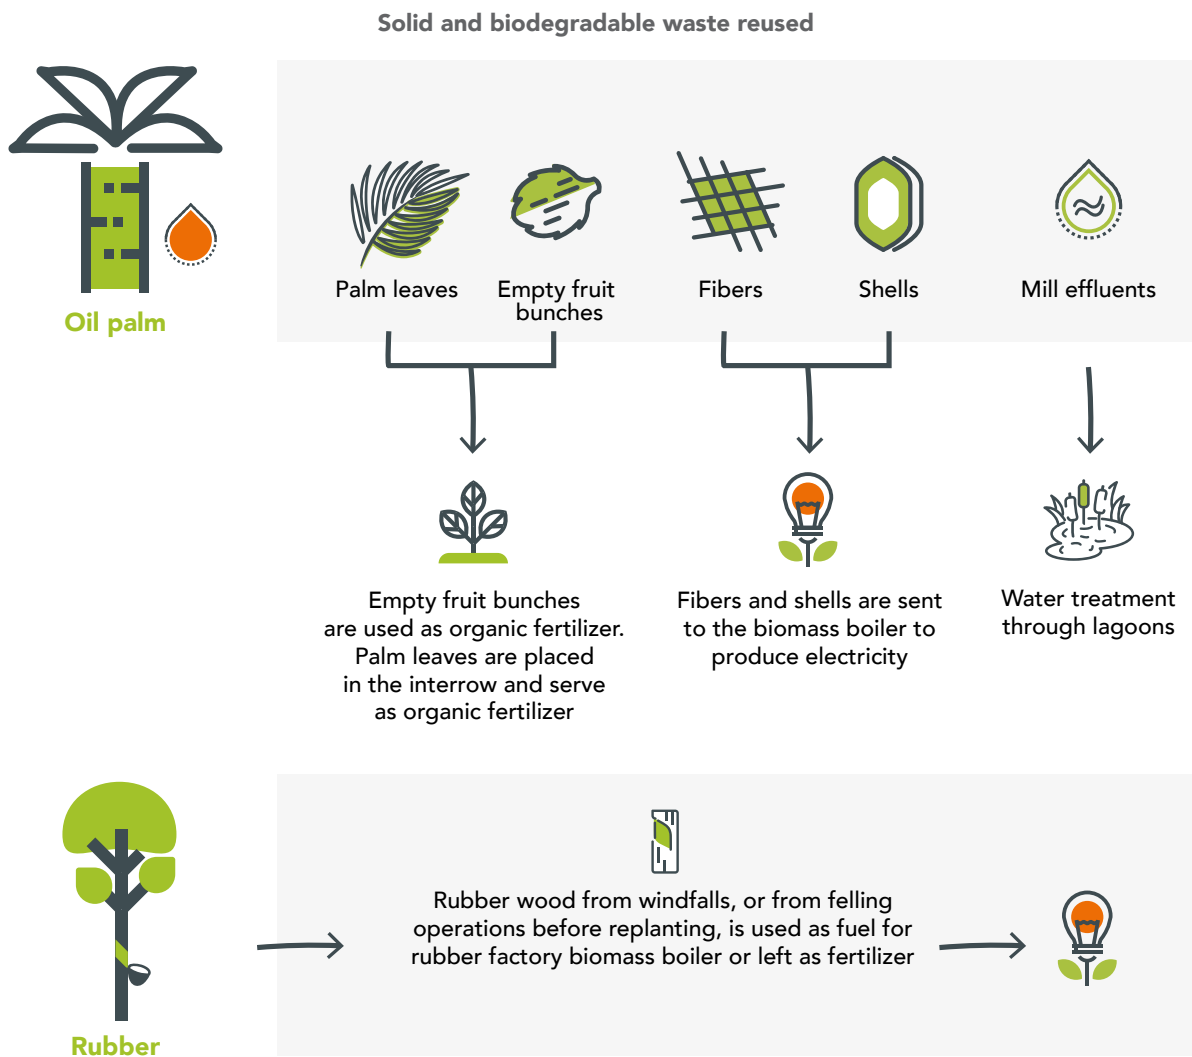 Solid and biodegradable waste reused
Oil palm
Palm leaves
Empty fruit
bunches
Fibers
Shells
Mill effluents
Empty fruit bunches
are used as organic fertilizer.
Palm leaves are placed
in the interrow and serve
as organic fertilizer
Fibers and shells are sent
to the biomass boiler to
produce electricity
Water treatment
through lagoons
Rubber
Rubber wood from windfalls, or from felling
operations before replanting, is used as fuel for
rubber factory biomass boiler or left as fertilizer